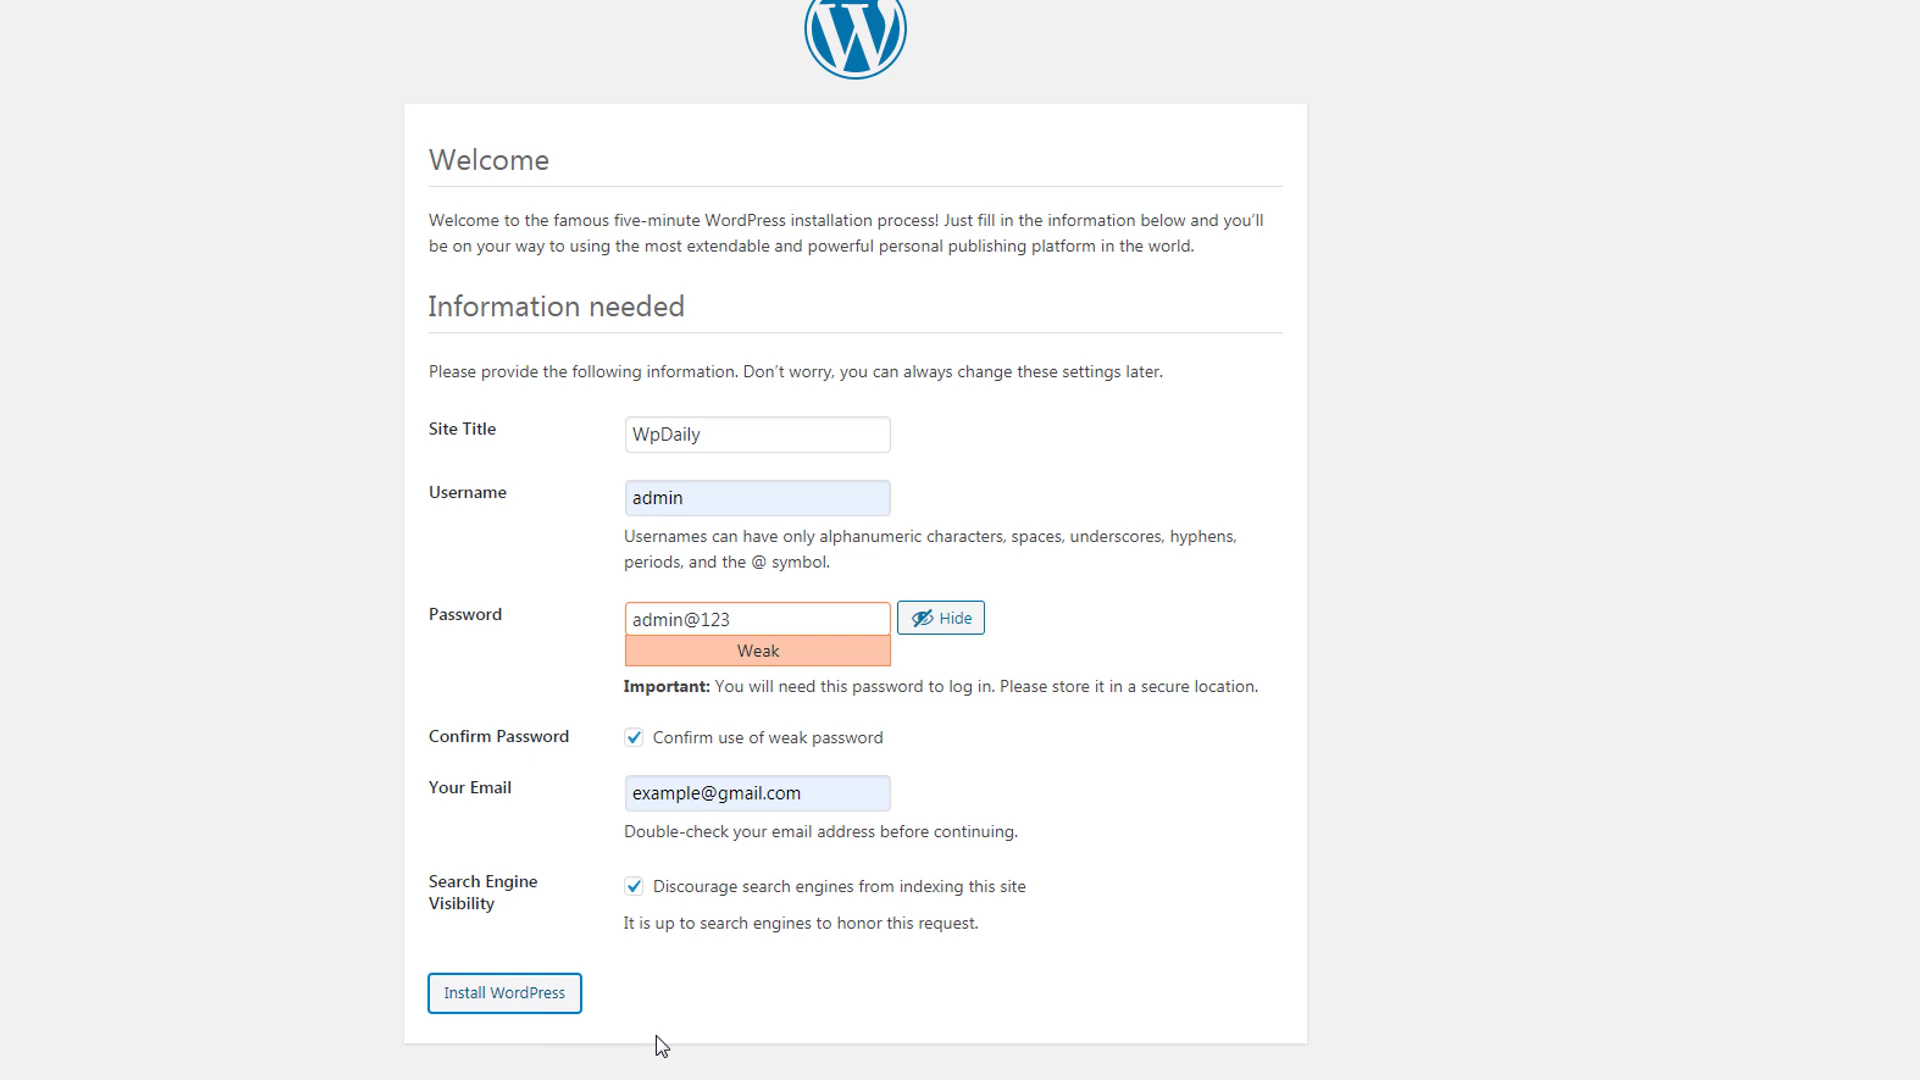 W
Welcome
Welcome to the famous five-minute WordPress installation process! Just fill in the information below and you’ll
be on your way to using the most extendable and powerful personal publishing platform in the world.
Information needed
Please provide the following information. Don’t worry, you can always change these settings later.
Site Title
WpDaily
Username
admin
Usernames can have only alphanumeric characters, spaces, underscores, hyphens,
periods, and the @ symbol.
Password
admin@123
Hide
Weak
Important: You will need this password to log in. Please store it in a secure location.
Confirm Password
Confirm use of weak password
Your Email
example@gmail.com
Double-check your email address before continuing.
Search Engine
Visibility
Discourage search engines from indexing this site
It is up to search engines to honor this request.
Install WordPress